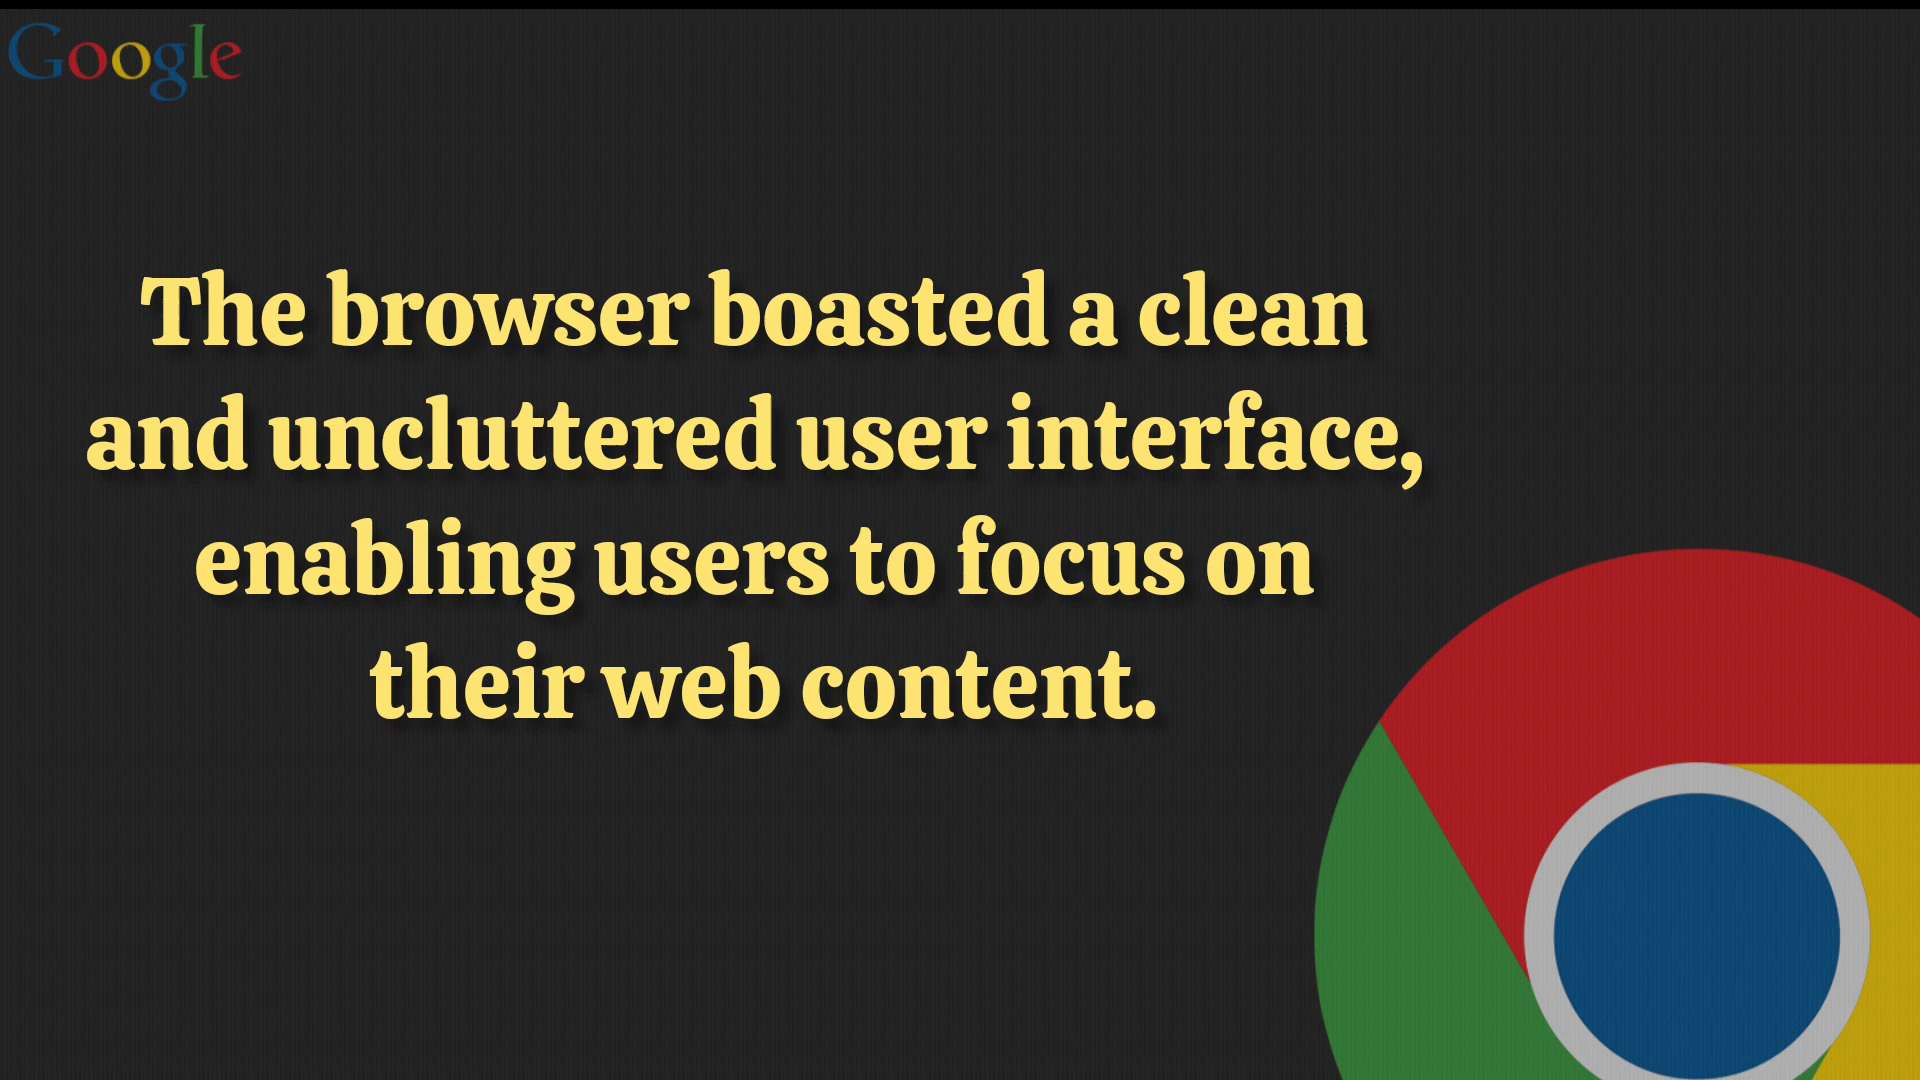 Google
The browser boasted a clean
and uncluttered user interface,
enabling users to focus on
their web content.